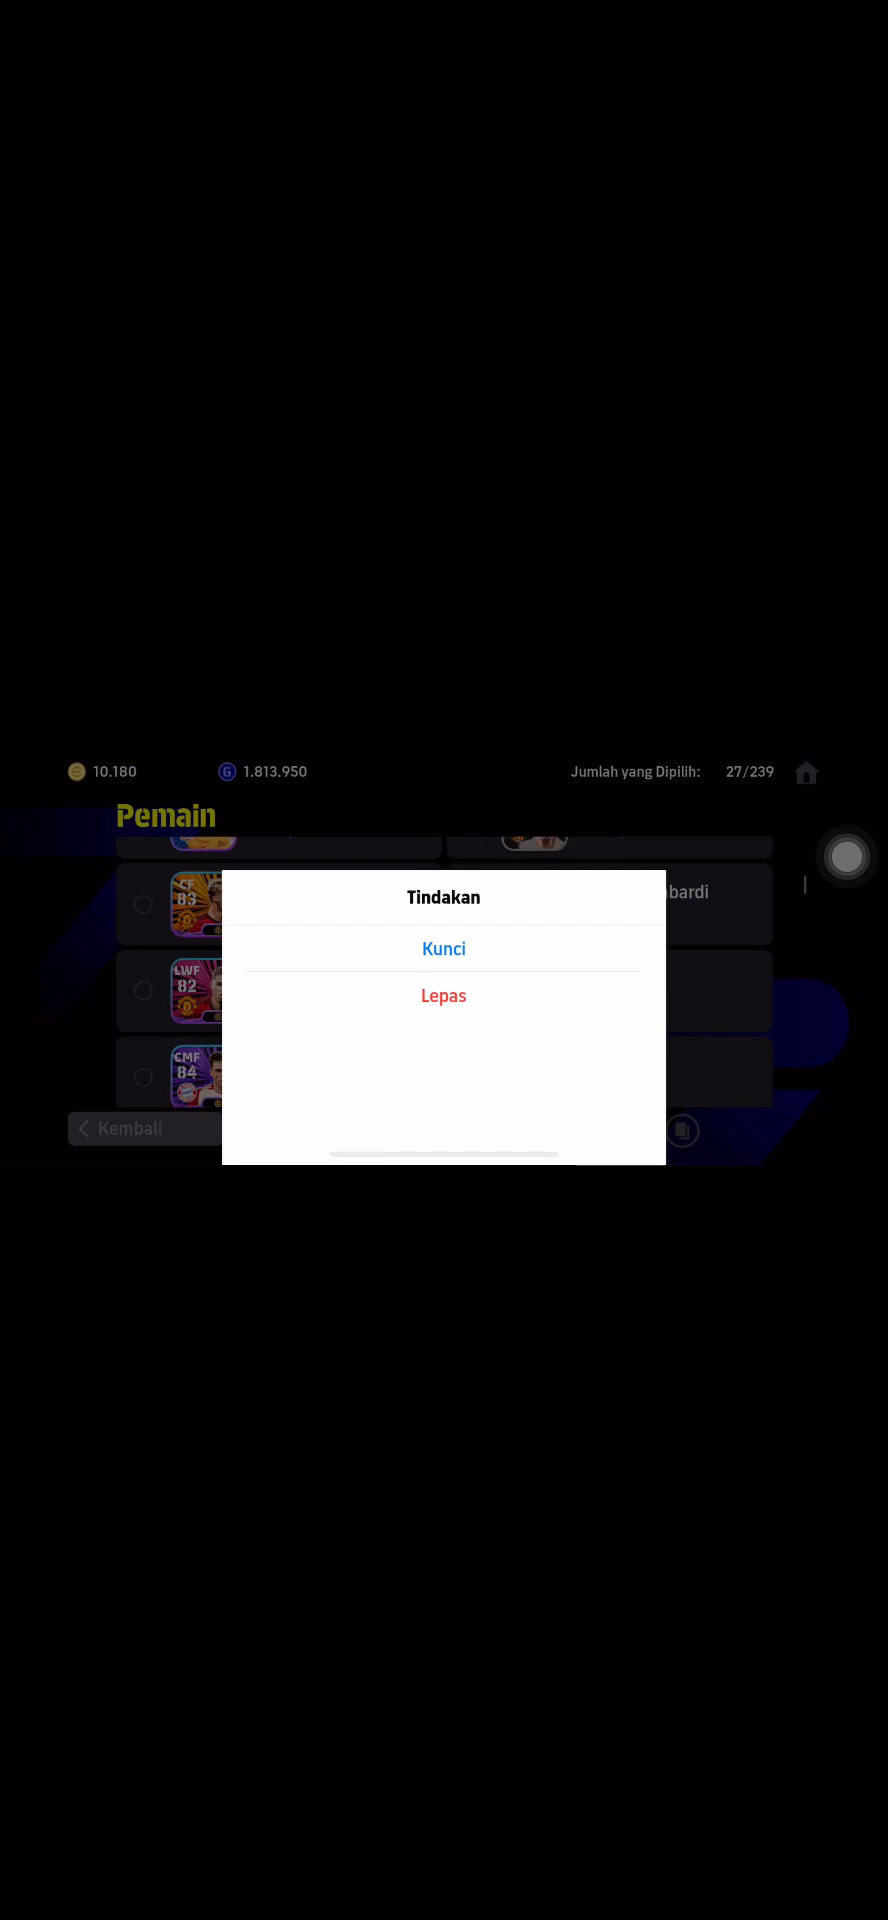 10.180
1.813.950
Jumlah yang Dipilih: 27/239
Pemain
CF
83
bardi
Tindakan
Kunci
LWF
82
Lepas
CMF
84
Kembali